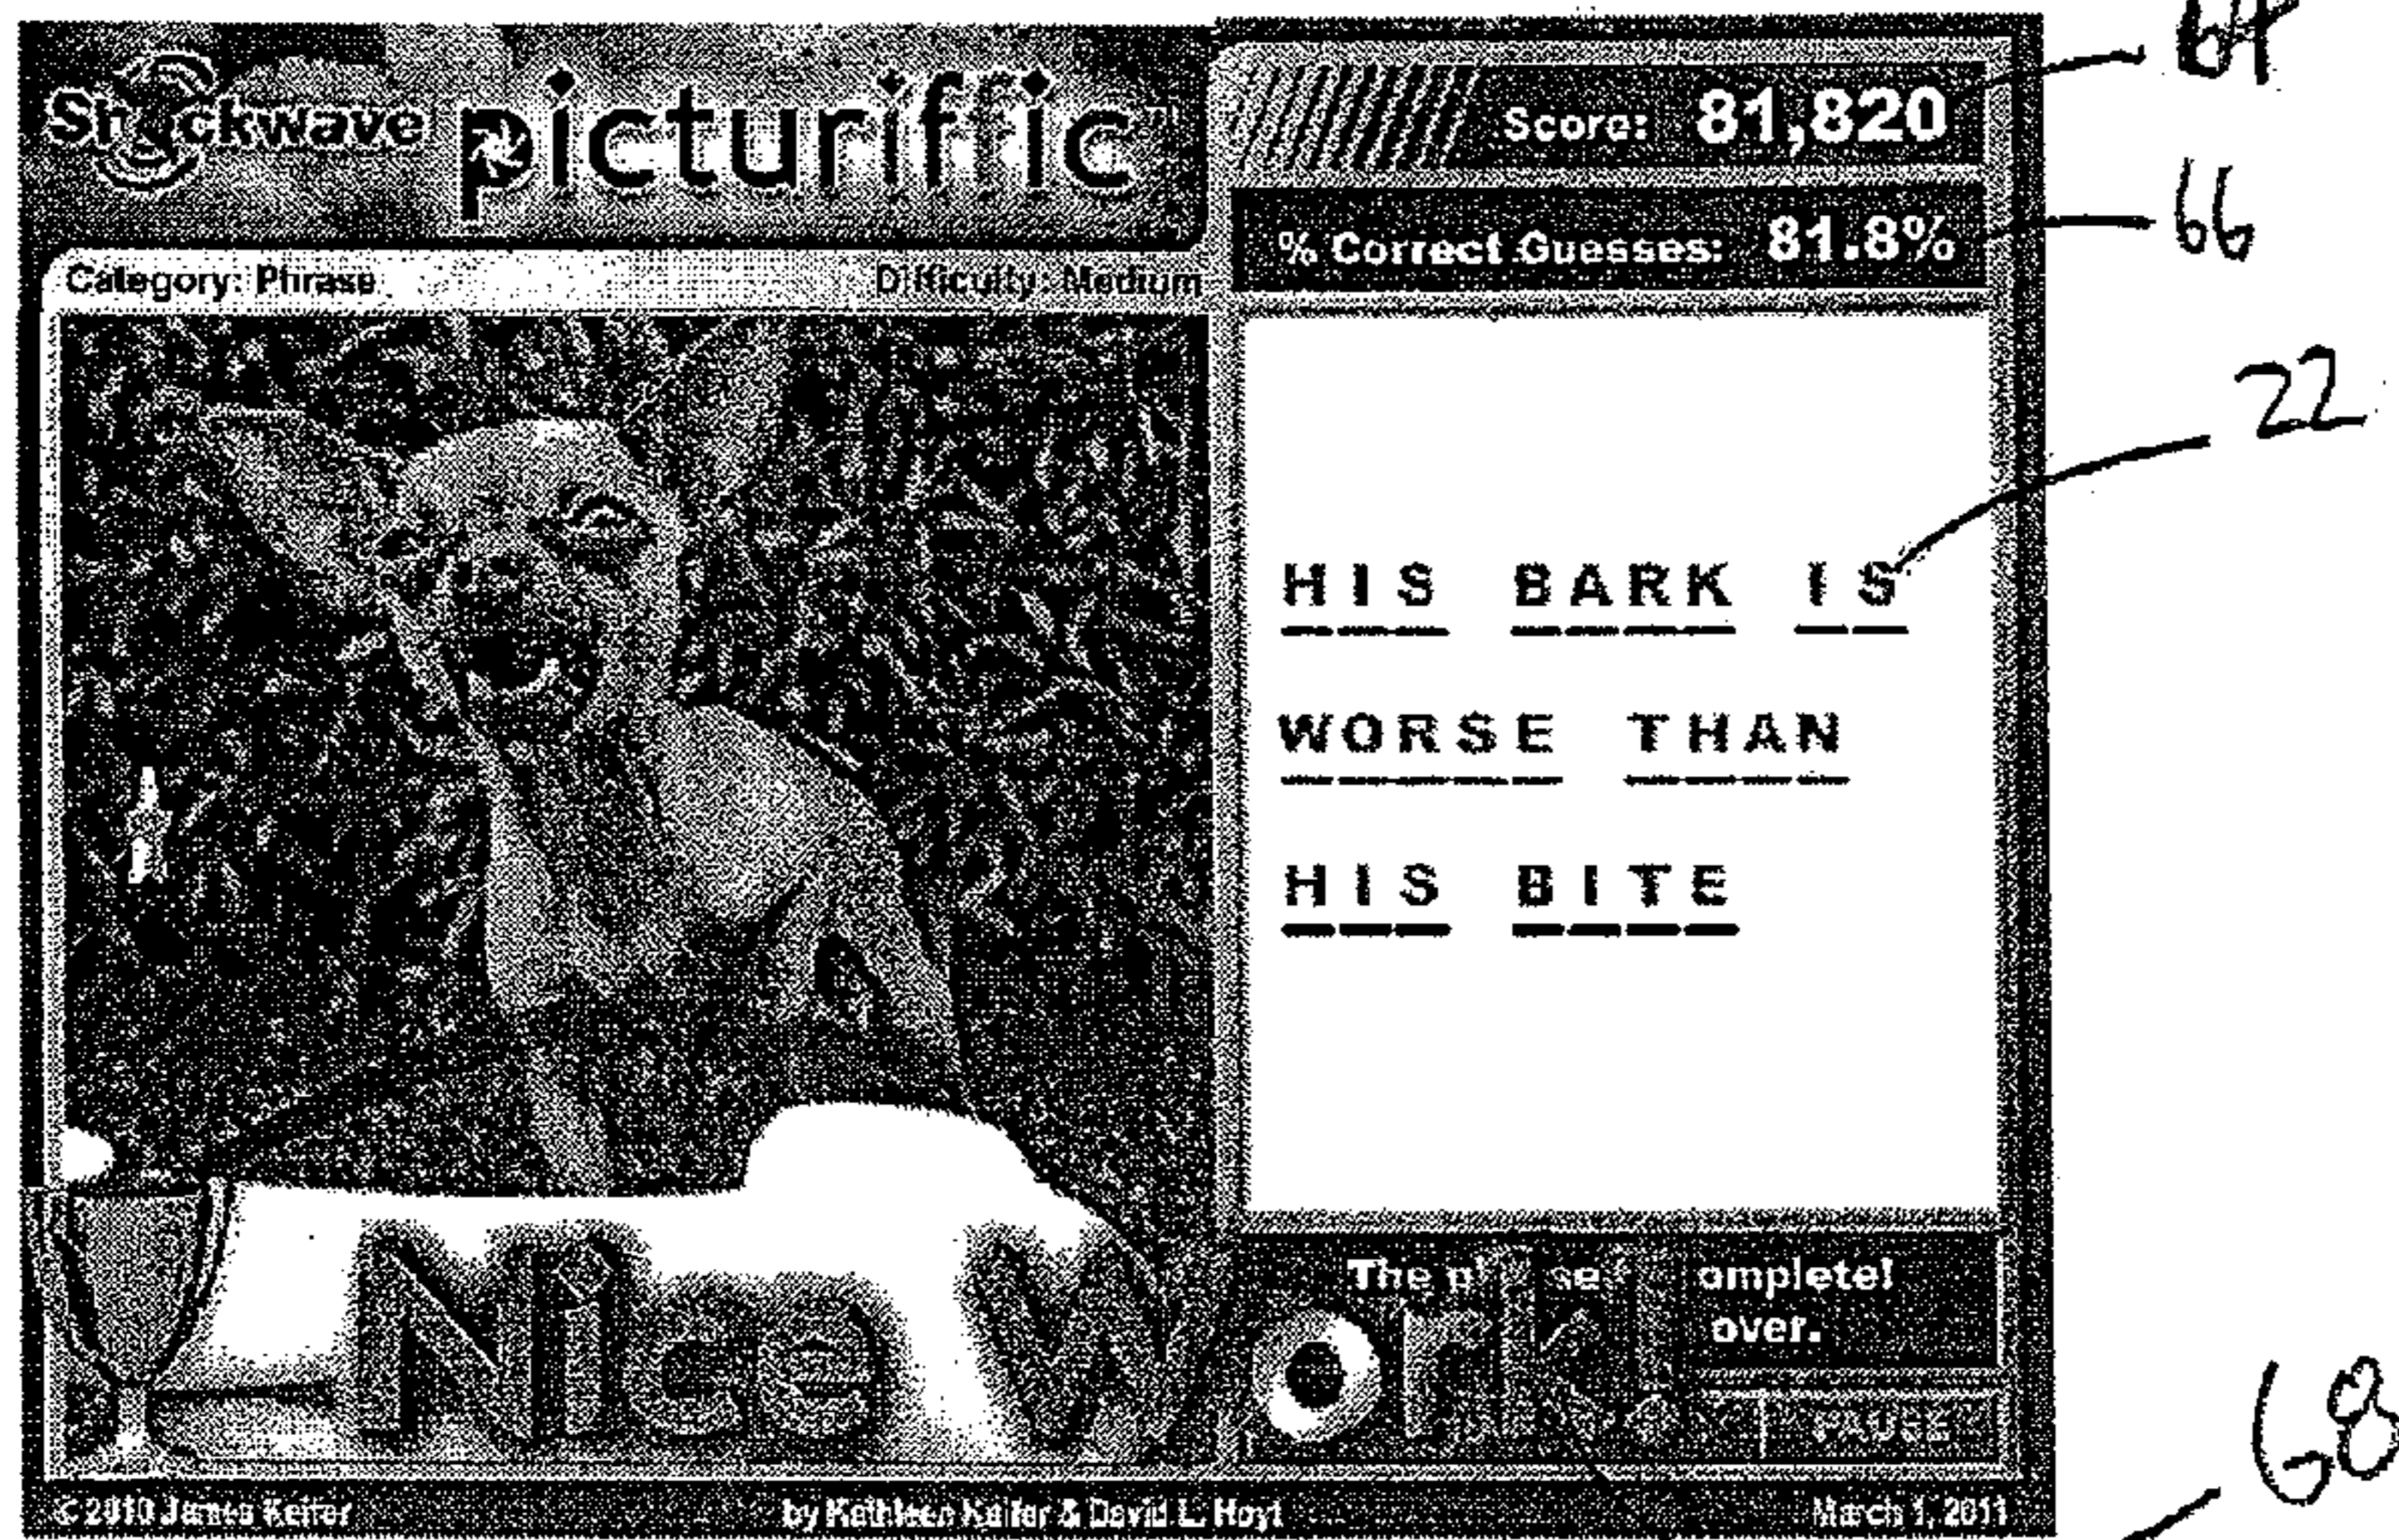 Shockwave picturiffic
Score: 81,820
64
% Correct Guesses: 81.8%
66
Category: Phrase Difficulty: Medium
22
HIS BARK IS
WORSE THAN
HIS BITE
Nice Work!
omplete!
over.
PAUSE
68
© 2010 James Keifer by Kathleen Keifer & David L. Hoyt March 1, 2011